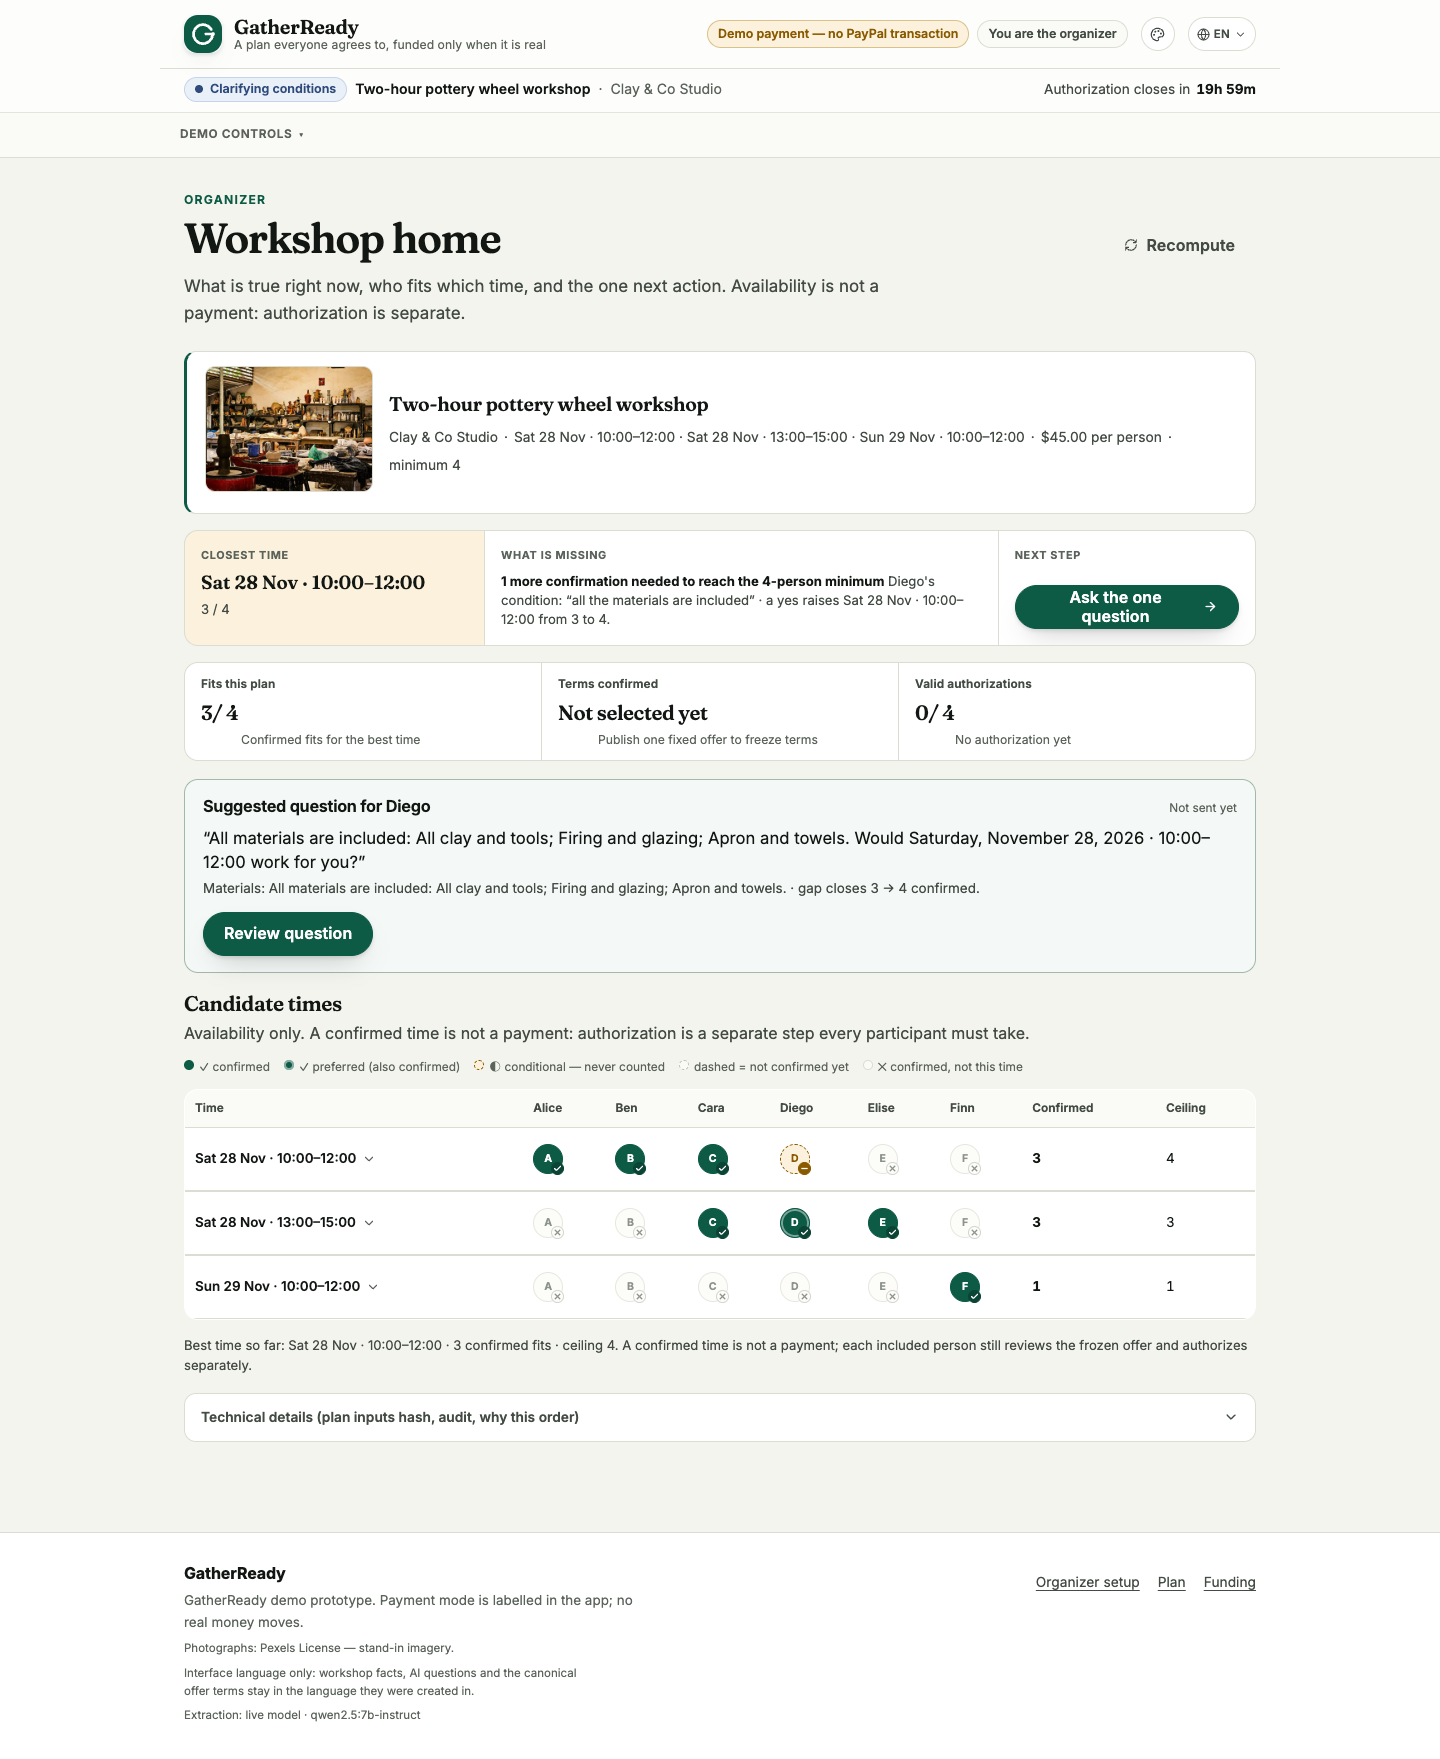 GatherReady
A plan everyone agrees to, funded only when it is real
Demo payment — no PayPal transaction
You are the organizer
EN
Clarifying conditions
Two-hour pottery wheel workshop · Clay & Co Studio
Authorization closes in 19h 59m
DEMO CONTROLS
ORGANIZER
Workshop home
Recompute
What is true right now, who fits which time, and the one next action. Availability is not a
payment: authorization is separate.
Two-hour pottery wheel workshop
Clay & Co Studio · Sat 28 Nov · 10:00–12:00 · Sat 28 Nov · 13:00–15:00 · Sun 29 Nov · 10:00–12:00 · $45.00 per person ·
minimum 4
CLOSEST TIME
Sat 28 Nov · 10:00–12:00
3 / 4
WHAT IS MISSING
1 more confirmation needed to reach the 4-person minimum Diego's
condition: “all the materials are included” · a yes raises Sat 28 Nov · 10:00–
12:00 from 3 to 4.
NEXT STEP
Ask the one
question
Fits this plan
3/ 4
Confirmed fits for the best time
Terms confirmed
Not selected yet
Publish one fixed offer to freeze terms
Valid authorizations
0/ 4
No authorization yet
Suggested question for Diego
Not sent yet
“All materials are included: All clay and tools; Firing and glazing; Apron and towels. Would Saturday, November 28, 2026 · 10:00–
12:00 work for you?”
Materials: All materials are included: All clay and tools; Firing and glazing; Apron and towels. · gap closes 3 → 4 confirmed.
Review question
Candidate times
Availability only. A confirmed time is not a payment: authorization is a separate step every participant must take.
✓ confirmed ✓ preferred (also confirmed) ◐ conditional — never counted dashed = not confirmed yet ✕ confirmed, not this time
Time Alice Ben Cara Diego Elise Finn Confirmed Ceiling
Sat 28 Nov · 10:00–12:00 A B C D E F 3 4
Sat 28 Nov · 13:00–15:00 A B C D E F 3 3
Sun 29 Nov · 10:00–12:00 A B C D E F 1 1
Best time so far: Sat 28 Nov · 10:00–12:00 · 3 confirmed fits · ceiling 4. A confirmed time is not a payment; each included person still reviews the frozen offer and authorizes
separately.
Technical details (plan inputs hash, audit, why this order)
GatherReady
Organizer setup Plan Funding
GatherReady demo prototype. Payment mode is labelled in the app; no
real money moves.
Photographs: Pexels License — stand-in imagery.
Interface language only: workshop facts, AI questions and the canonical
offer terms stay in the language they were created in.
Extraction: live model · qwen2.5:7b-instruct